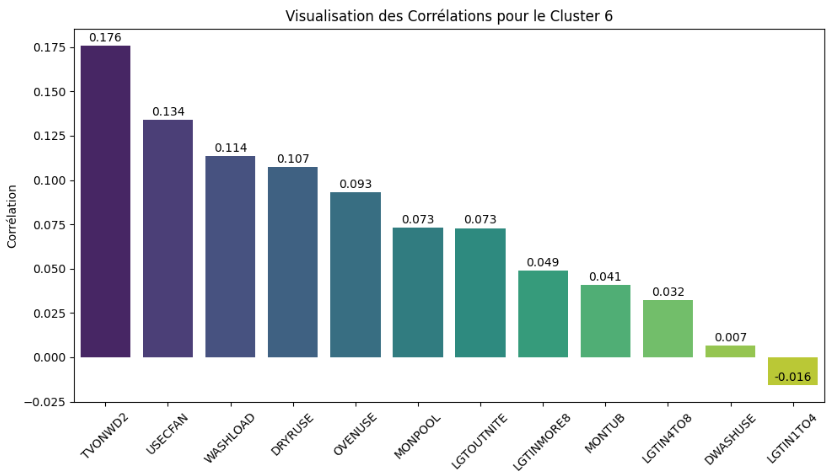 Visualisation des Corrélations pour le Cluster 6
Corrélation
0.175
0.150
0.125
0.100
0.075
0.050
0.025
0.000
−0.025
0.176
0.134
0.114
0.107
0.093
0.073
0.073
0.049
0.041
0.032
0.007
-0.016
TVONWD2
USECFAN
WASHLOAD
DRYRUSE
OVENUSE
MONPOOL
LGTOUTNITE
LGTINMORE8
MONTUB
LGTIN4TO8
DWASHUSE
LGTIN1TO4